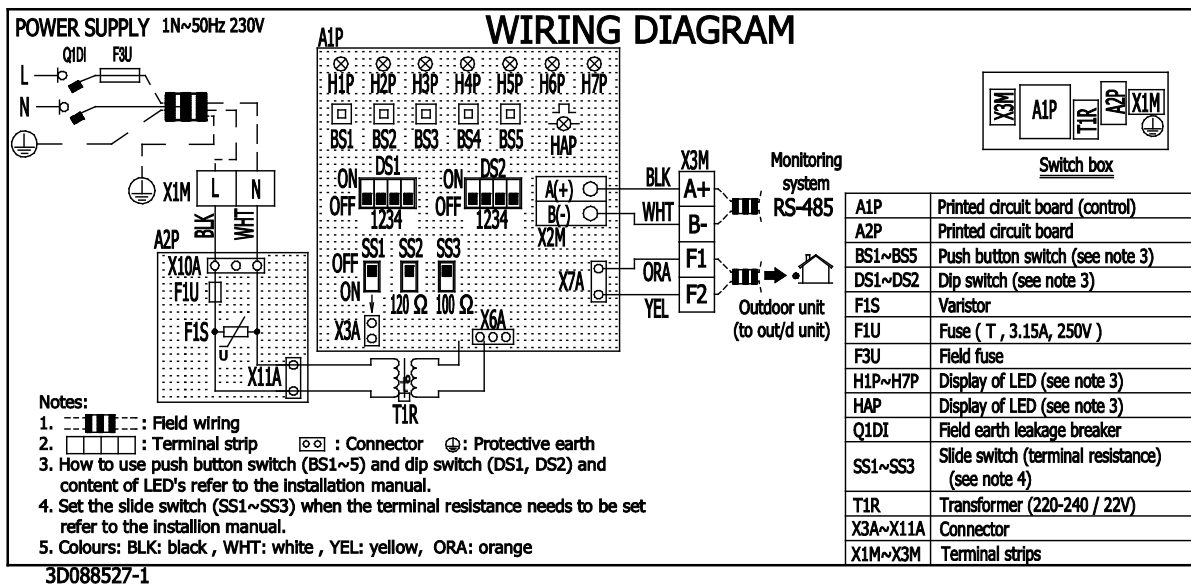 WIRING DIAGRAM
POWER SUPPLY 1N~50Hz 230V
Q1DI F3U
L
N
X1M L N
BLK WHT
A2P
X10A
F1U
F1S
U
X11A
T1R
A1P
H1P H2P H3P H4P H5P H6P H7P
BS1 BS2 BS3 BS4 BS5 HAP
DS1 DS2
ON ON
OFF OFF
1234 1234
A(+)
B(-)
X2M
SS1 SS2 SS3
OFF
ON
120 Ω 100 Ω
X3A X6A X7A
BLK
WHT
ORA
YEL
X3M
A+
B-
F1
F2
Monitoring
system
RS-485
Outdoor unit
(to out/d unit)
X3M A1P T1R A2P X1M
Switch box
A1P Printed circuit board (control)
A2P Printed circuit board
BS1~BS5 Push button switch (see note 3)
DS1~DS2 Dip switch (see note 3)
F1S Varistor
F1U Fuse ( T , 3.15A, 250V )
F3U Field fuse
H1P~H7P Display of LED (see note 3)
HAP Display of LED (see note 3)
Q1DI Field earth leakage breaker
SS1~SS3 Slide switch (terminal resistance)
(see note 4)
T1R Transformer (220-240 / 22V)
X3A~X11A Connector
X1M~X3M Terminal strips
Notes:
1. : Field wiring
2. : Terminal strip : Connector : Protective earth
3. How to use push button switch (BS1~5) and dip switch (DS1, DS2) and
content of LED's refer to the installation manual.
4. Set the slide switch (SS1~SS3) when the terminal resistance needs to be set
refer to the installion manual.
5. Colours: BLK: black , WHT: white , YEL: yellow, ORA: orange
3D088527-1